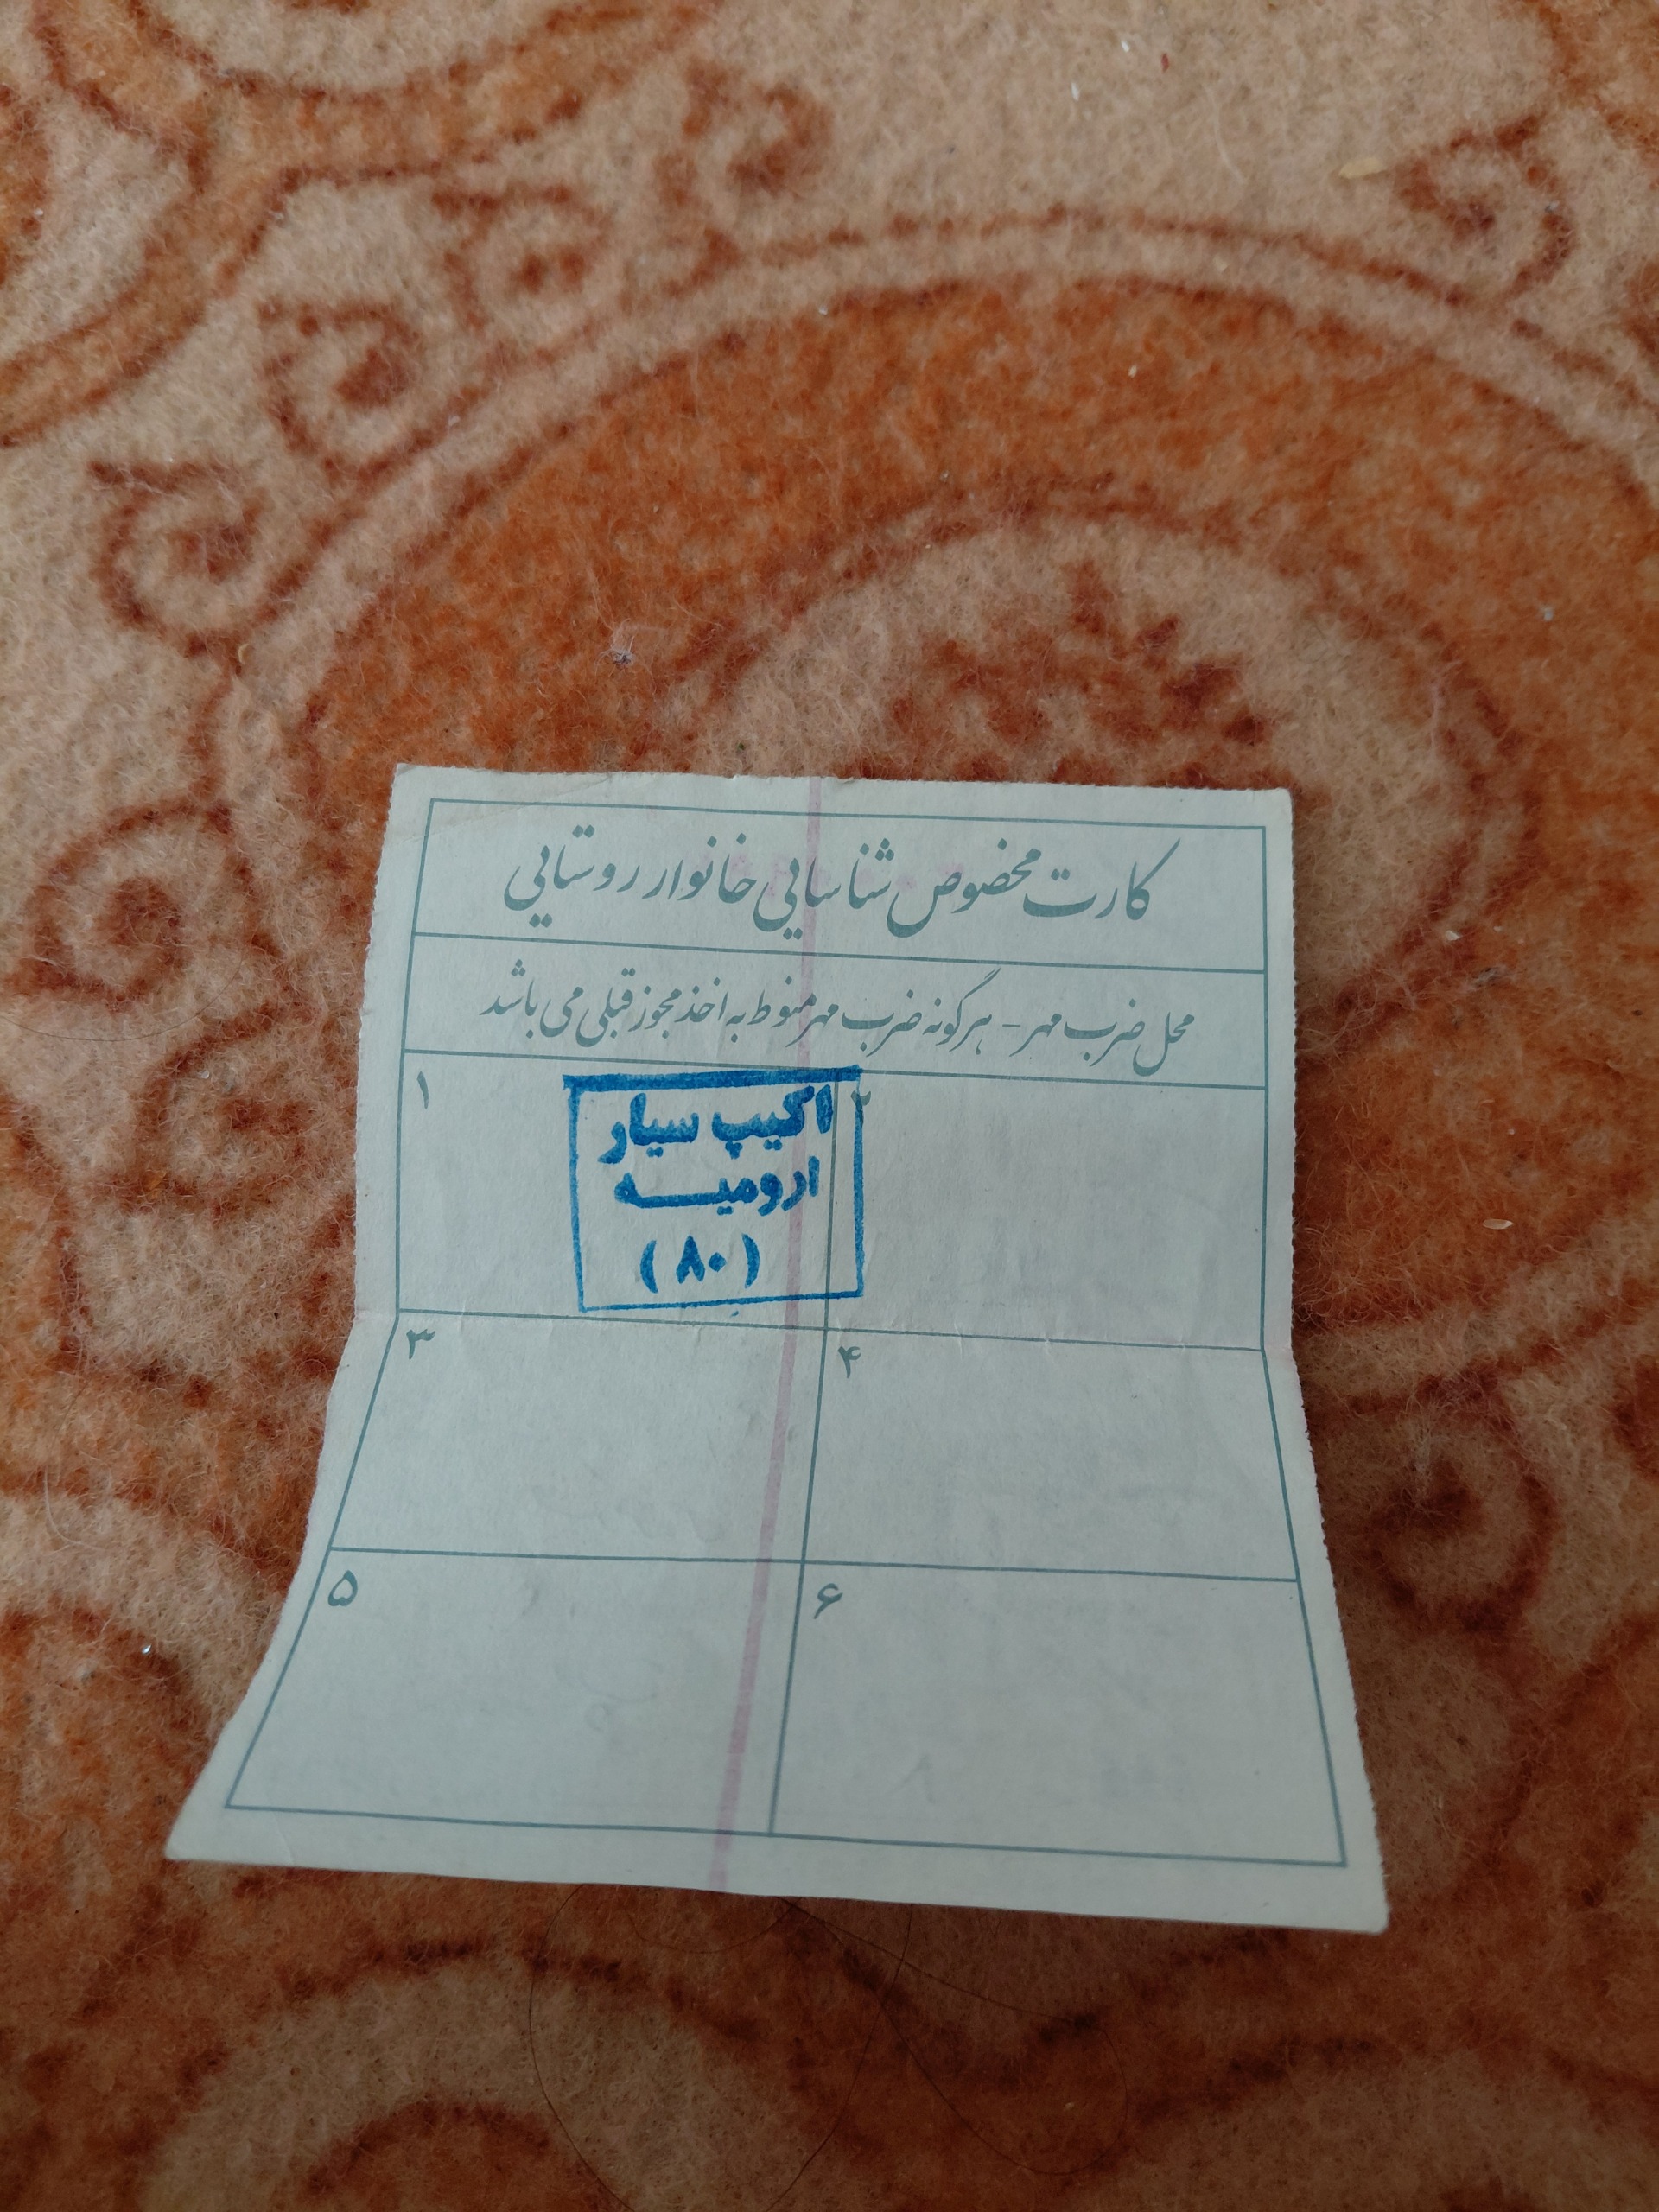 کارت مخصوص شناسایی خانوار روستایی
محل ضرب مهر - هرگونه ضرب مهر منوط به اخذ مجوز قبلی می باشد
۱
۲
اکیپ سیار
ارومیه
(۸۰)
۳
۴
۵
۶